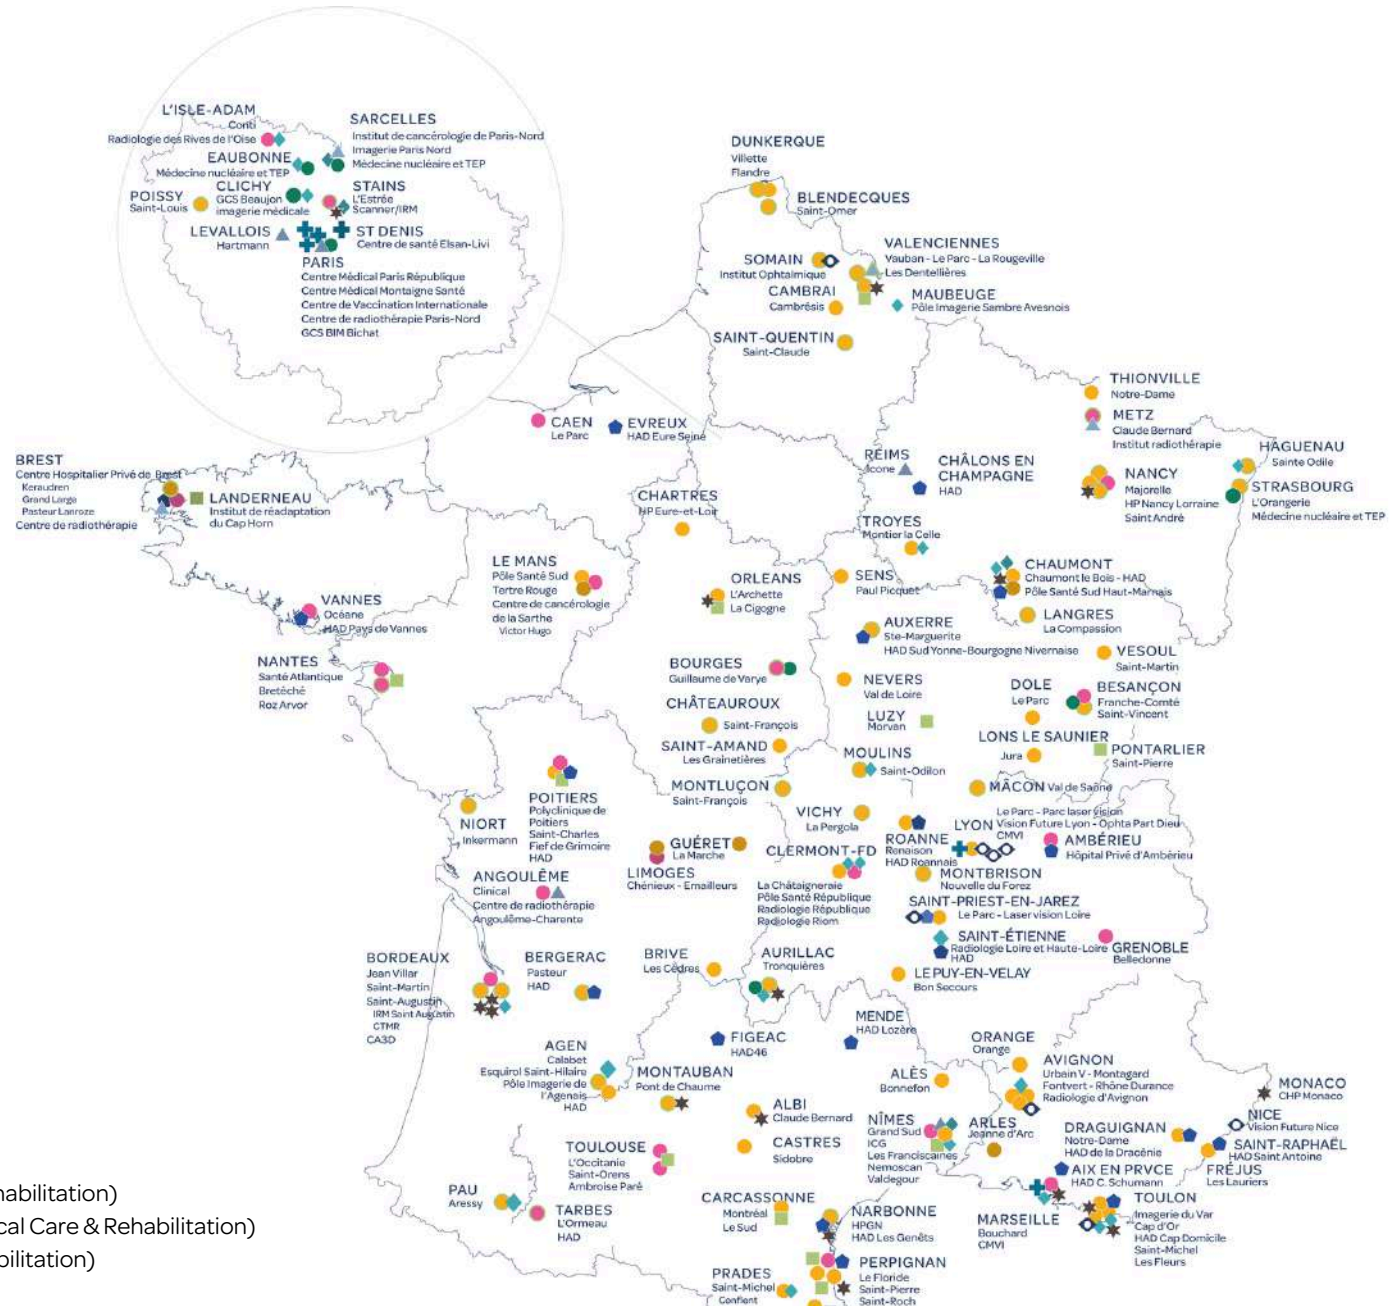 L'ISLE-ADAM
Conti
Radiologie des Rives de l'Oise
SARCELLES
Institut de cancérologie de Paris-Nord
Imagerie Paris Nord
Médecine nucléaire et TEP
EAUBONNE
Médecine nucléaire et TEP
POISSY
Saint-Louis
CLICHY
GCS Beaujon
imagerie médicale
STAINS
L'Estrée
Scanner/IRM
LEVALLOIS
Hartmann
ST DENIS
Centre de santé Elsan-Livi
PARIS
Centre Médical Paris République
Centre Médical Montaigne Santé
Centre de Vaccination Internationale
Centre de radiothérapie Paris-Nord
GCS BIM Bichat
DUNKERQUE
Villette
Flandre
BLENDECQUES
Saint-Omer
SOMAIN
Institut Ophtalmique
VALENCIENNES
Vauban - Le Parc - La Rougeville
Les Dentellières
CAMBRAI
Cambrésis
MAUBEUGE
Pôle Imagerie Sambre Avesnois
SAINT-QUENTIN
Saint-Claude
THIONVILLE
Notre-Dame
METZ
Claude Bernard
Institut radiothérapie
CAEN
Le Parc
EVREUX
HAD Eure Seine
REIMS
Icone
CHÂLONS EN
CHAMPAGNE
HAD
NANCY
Majorelle
HP Nancy Lorraine
Saint André
HAGUENAU
Sainte Odile
STRASBOURG
L'Orangerie
Médecine nucléaire et TEP
BREST
Centre Hospitalier Privé de Brest
Keraudren
Grand Large
Pasteur Lanroze
Centre de radiothérapie
LANDERNEAU
Institut de réadaptation
du Cap Horn
CHARTRES
HP Eure-et-Loir
TROYES
Montier la Celle
LE MANS
Pôle Santé Sud
Tertre Rouge
Centre de cancérologie
de la Sarthe
Victor Hugo
ORLEANS
L'Archette
La Cigogne
SENS
Paul Picquet
CHAUMONT
Chaumont le Bois - HAD
Pôle Santé Sud Haut-Marnais
LANGRES
La Compassion
VANNES
Océane
HAD Pays de Vannes
AUXERRE
Ste-Marguerite
HAD Sud Yonne-Bourgogne Nivernaise
VESOUL
Saint-Martin
NANTES
Santé Atlantique
Bretéché
Roz Arvor
BOURGES
Guillaume de Varye
NEVERS
Val de Loire
DOLE
Le Parc
BESANÇON
Franche-Comté
Saint-Vincent
CHÂTEAUROUX
Saint-François
LUZY
Morvan
SAINT-AMAND
Les Grainetières
MOULINS
Saint-Odilon
LONS LE SAUNIER
Jura
PONTARLIER
Saint-Pierre
MONTLUÇON
Saint-François
MÂCON Val de Saône
POITIERS
Polyclinique de
Poitiers
Saint-Charles
Fief de Grimoire
HAD
NIORT
Inkermann
VICHY
La Pergola
ROANNE
Renaison
HAD Roannais
LYON
Le Parc - Parc laser vision
Vision Future Lyon - Ophta Part Dieu
CMVI
AMBÉRIEU
Hôpital Privé d'Ambérieu
GUÉRET
La Marche
LIMOGES
Chénieux - Emailleurs
CLERMONT-FD
La Châtaigneraie
Pôle Santé République
Radiologie République
Radiologie Riom
MONTBRISON
Nouvelle du Forez
ANGOULÊME
Clinical
Centre de radiothérapie
Angoulême-Charente
SAINT-PRIEST-EN-JAREZ
Le Parc - Laser vision Loire
SAINT-ÉTIENNE
Radiologie Loire et Haute-Loire
HAD
GRENOBLE
Belledonne
BORDEAUX
Jean Villar
Saint-Martin
Saint-Augustin
IRM Saint Augustin
CTMR
CA3D
BERGERAC
Pasteur
HAD
BRIVE
Les Cèdres
AURILLAC
Tronquières
LE PUY-EN-VELAY
Bon Secours
FIGEAC
HAD46
MENDE
HAD Lozère
AGEN
Calabet
Esquirol Saint-Hilaire
Pôle Imagerie de
l'Agenais
HAD
MONTAUBAN
Pont de Chaume
ALÈS
Bonnefon
ORANGE
Orange
AVIGNON
Urbain V - Montagard
Fontvert - Rhône Durance
Radiologie d'Avignon
MONACO
CHP Monaco
NICE
Vision Future Nice
ALBI
Claude Bernard
NÎMES
Grand Sud
ICG
Les Franciscaines
Nemoscan
Valdegour
ARLES
Jeanne d'Arc
DRAGUIGNAN
Notre-Dame
HAD de la Dracénie
SAINT-RAPHAËL
HAD Saint Antoine
FRÉJUS
Les Lauriers
CASTRES
Sidobre
TOULOUSE
L'Occitanie
Saint-Orens
Ambroise Paré
AIX EN PRVCE
HAD C. Schumann
PAU
Aressy
TARBES
L'Ormeau
HAD
CARCASSONNE
Montréal
Le Sud
NARBONNE
HPGN
HAD Les Genêts
MARSEILLE
Bouchard
CMVI
TOULON
Imagerie du Var
Cap d'Or
HAD Cap Domicile
Saint-Michel
Les Fleurs
PRADES
Saint-Michel
Conflent
PERPIGNAN
Le Floride
Saint-Pierre
Saint-Roch
habilitation)
cal Care & Rehabilitation)
bilitation)